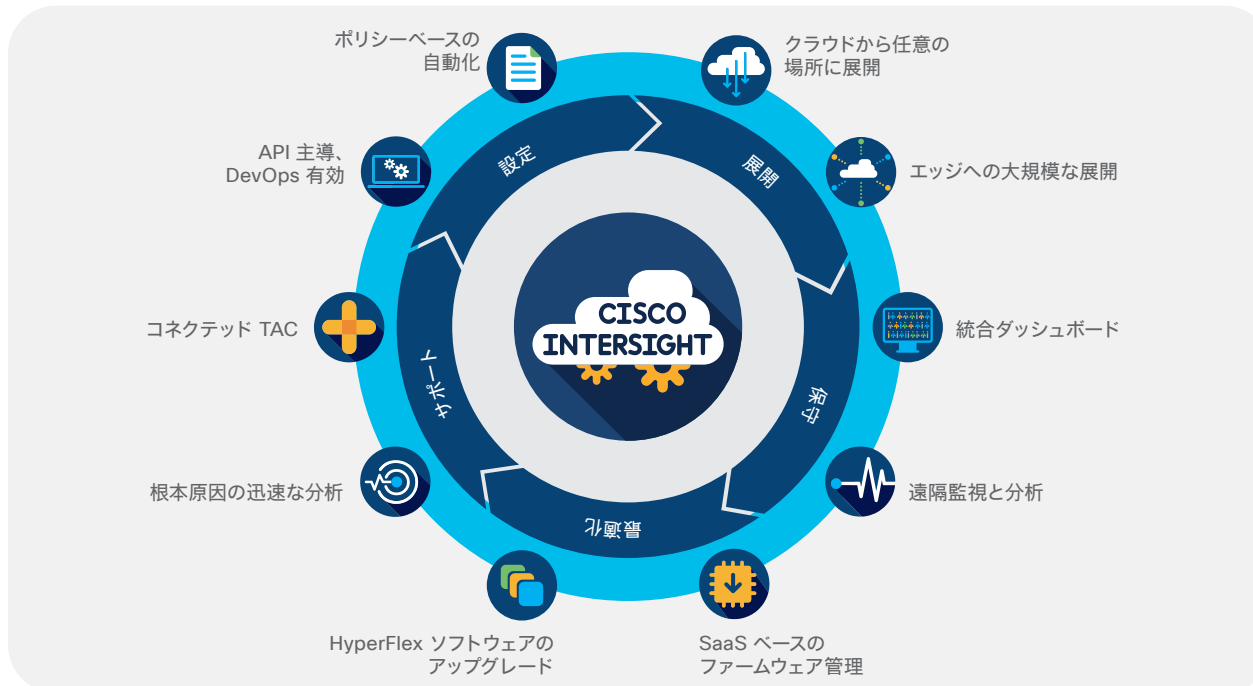 ポリシーベースの
自動化
クラウドから任意の
場所に展開
API 主導、
DevOps 有効
設定
展開
エッジへの大規模な展開
コネクテッド TAC
CISCO
INTERSIGHT
統合ダッシュボード
サポート
保守
根本原因の迅速な分析
遠隔監視と分析
最適化
HyperFlex ソフトウェアの
アップグレード
SaaS ベースの
ファームウェア管理